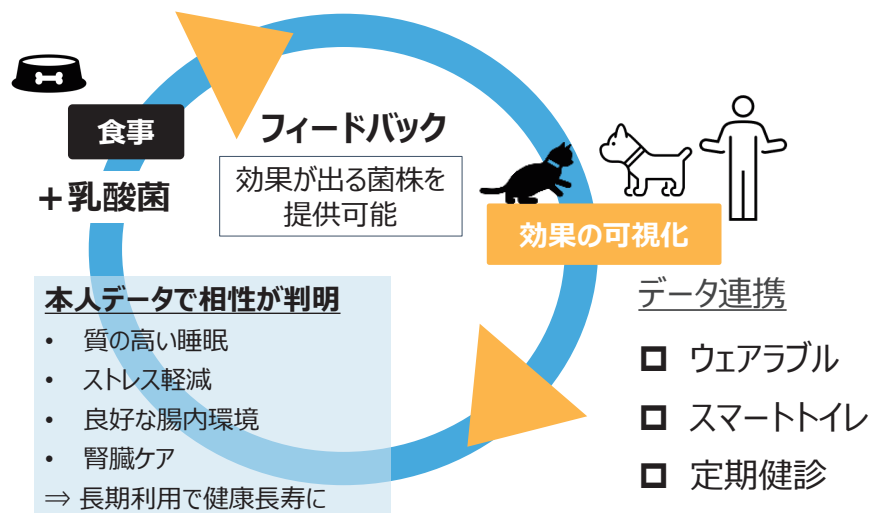 食事
+乳酸菌
フィードバック
効果が出る菌株を
提供可能
効果の可視化
本人データで相性が判明
• 質の高い睡眠
• ストレス軽減
• 良好な腸内環境
• 腎臓ケア
⇒ 長期利用で健康長寿に
データ連携
ウェアラブル
スマートトイレ
定期健診